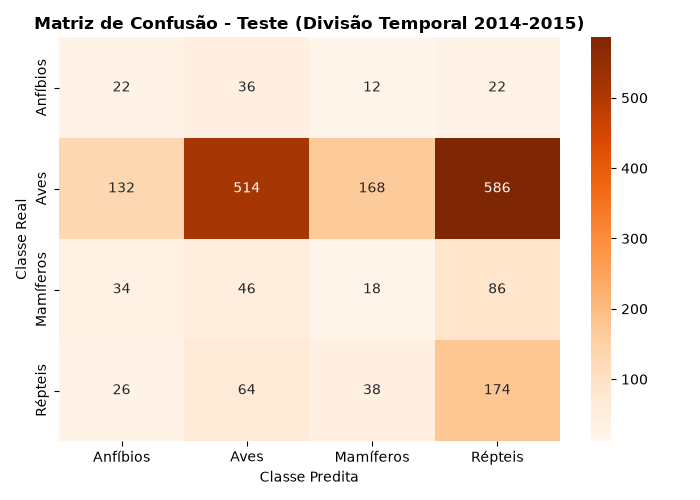 Matriz de Confusão - Teste (Divisão Temporal 2014-2015)
Classe Real
Anfíbios 22 36 12 22
Aves 132 514 168 586
Mamíferos 34 46 18 86
Répteis 26 64 38 174
Anfíbios Aves Mamíferos Répteis
Classe Predita
500
400
300
200
100